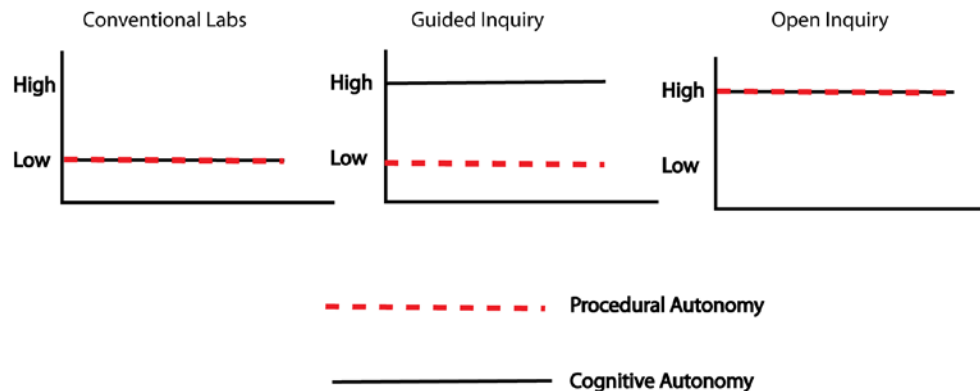 Conventional Labs
Guided Inquiry
Open Inquiry
High
Low
High
Low
High
Low
Procedural Autonomy
Cognitive Autonomy